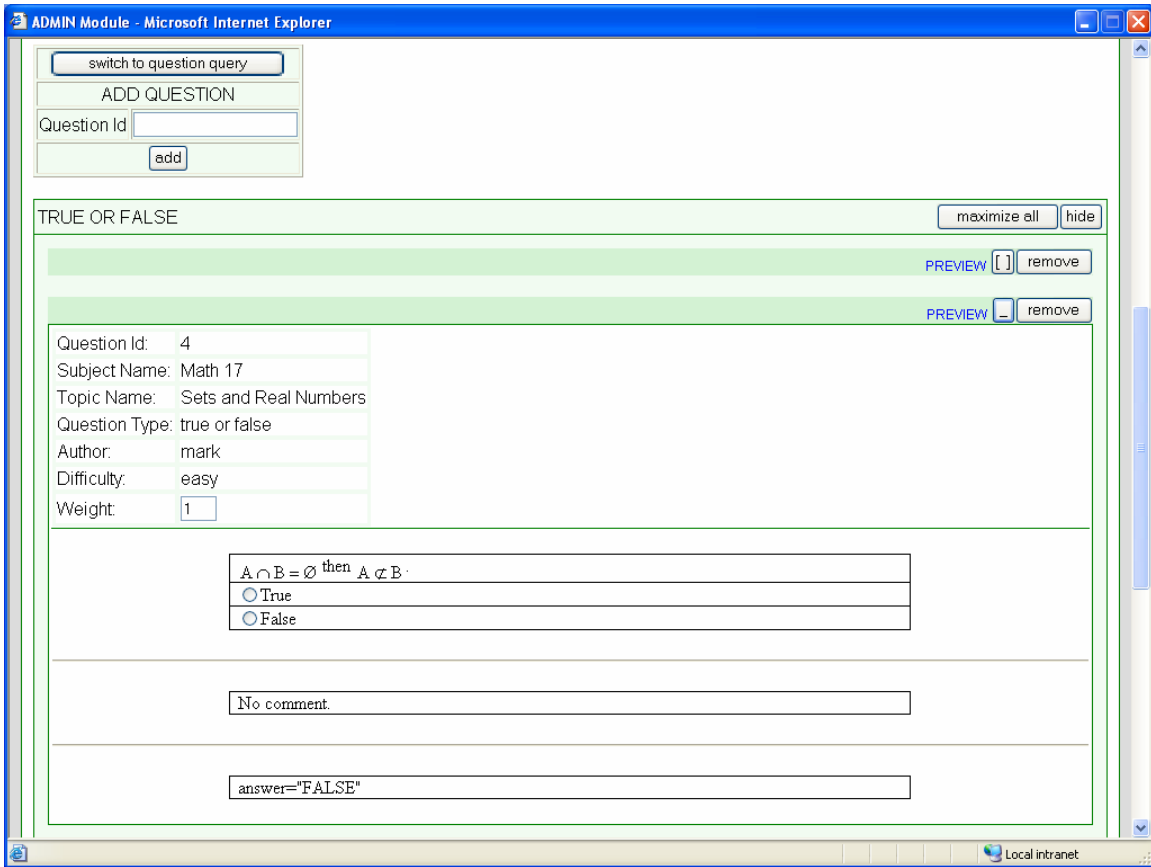 ADMIN Module - Microsoft Internet Explorer
switch to question query
ADD QUESTION
Question Id
add
TRUE OR FALSE maximize all hide
PREVIEW [ ] remove
PREVIEW _ remove
Question Id: 4
Subject Name: Math 17
Topic Name: Sets and Real Numbers
Question Type: true or false
Author: mark
Difficulty: easy
Weight: 1
A ∩ B = ∅ then A ⊄ B .
True
False
No comment.
answer="FALSE"
Local intranet